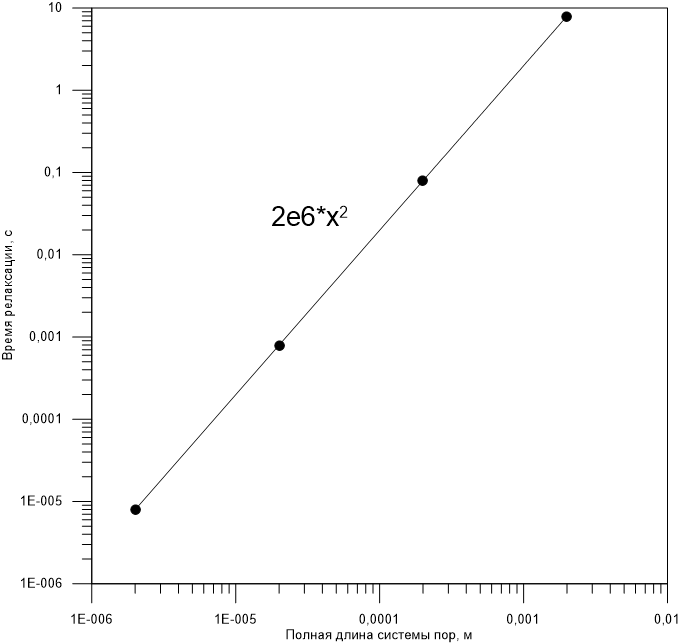 10
1
0,1
0,01
0,001
0,0001
1E-005
1E-006
Время релаксации, с
2e6*x²
1E-006 1E-005 0,0001 0,001 0,01
Полная длина системы пор, м